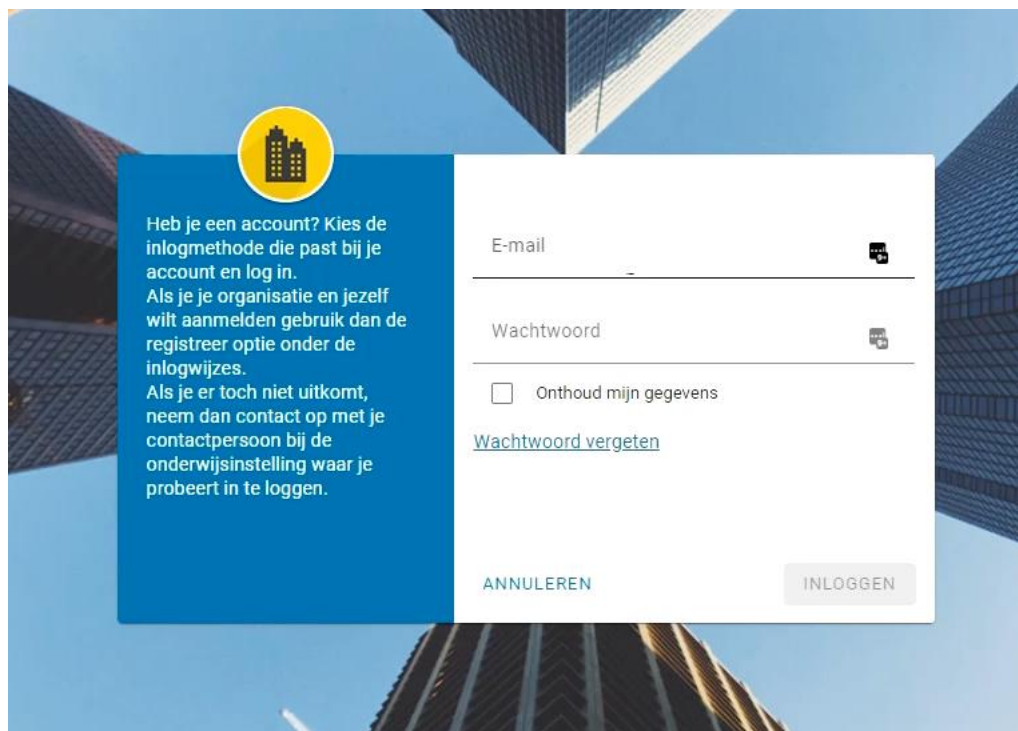 Heb je een account? Kies de
inlogmethode die past bij je
account en log in.
Als je je organisatie en jezelf
wilt aanmelden gebruik dan de
registreer optie onder de
inlogwijzes.
Als je er toch niet uitkomt,
neem dan contact op met je
contactpersoon bij de
onderwijsinstelling waar je
probeert in te loggen.
E-mail
Wachtwoord
Onthoud mijn gegevens
Wachtwoord vergeten
ANNULEREN
INLOGGEN